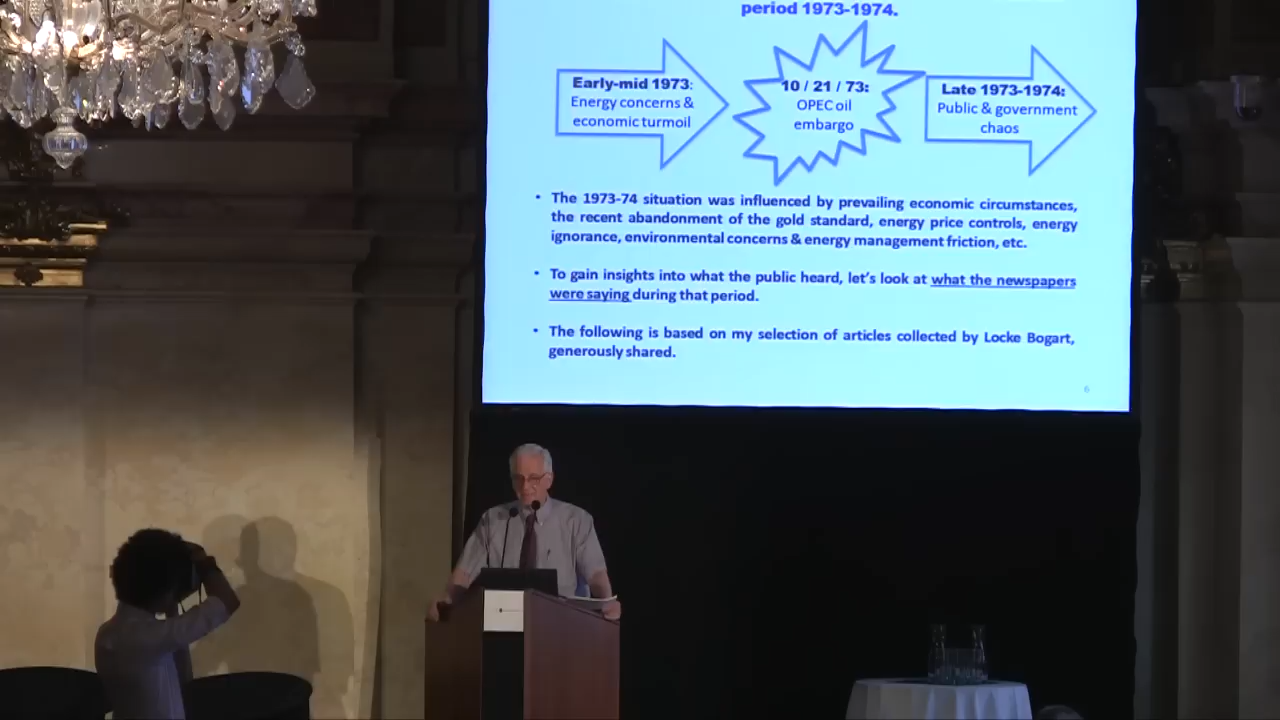 period 1973-1974.
Early-mid 1973:
Energy concerns &
economic turmoil
10 / 21 / 73:
OPEC oil
embargo
Late 1973-1974:
Public & government
chaos
• The 1973-74 situation was influenced by prevailing economic circumstances,
the recent abandonment of the gold standard, energy price controls, energy
ignorance, environmental concerns & energy management friction, etc.
• To gain insights into what the public heard, let's look at what the newspapers
were saying during that period.
• The following is based on my selection of articles collected by Locke Bogart,
generously shared.
6